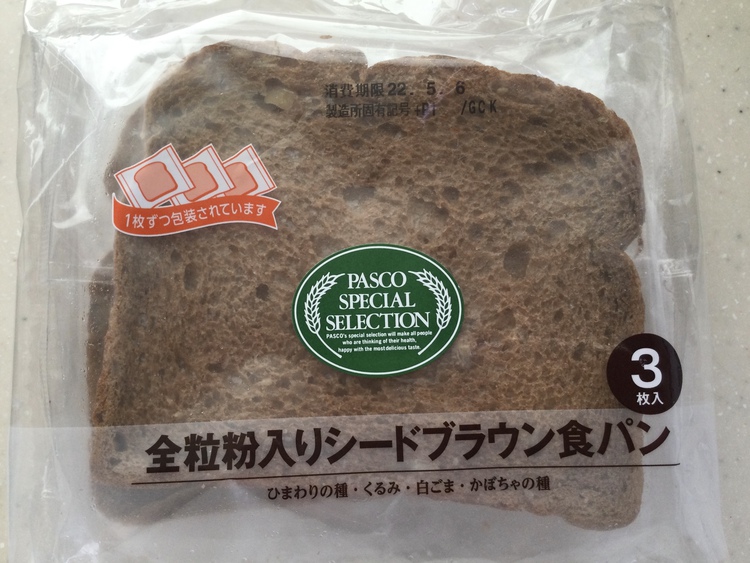 消費期限22.5.6
製造所固有記号 (P) /GCK
1枚ずつ包装されています
PASCO
SPECIAL
SELECTION
PASCO's special selection will make all people
who are thinking of their health,
happy with the most delicious taste.
3
枚入
全粒粉入りシードブラウン食パン
ひまわりの種・くるみ・白ごま・かぼちゃの種